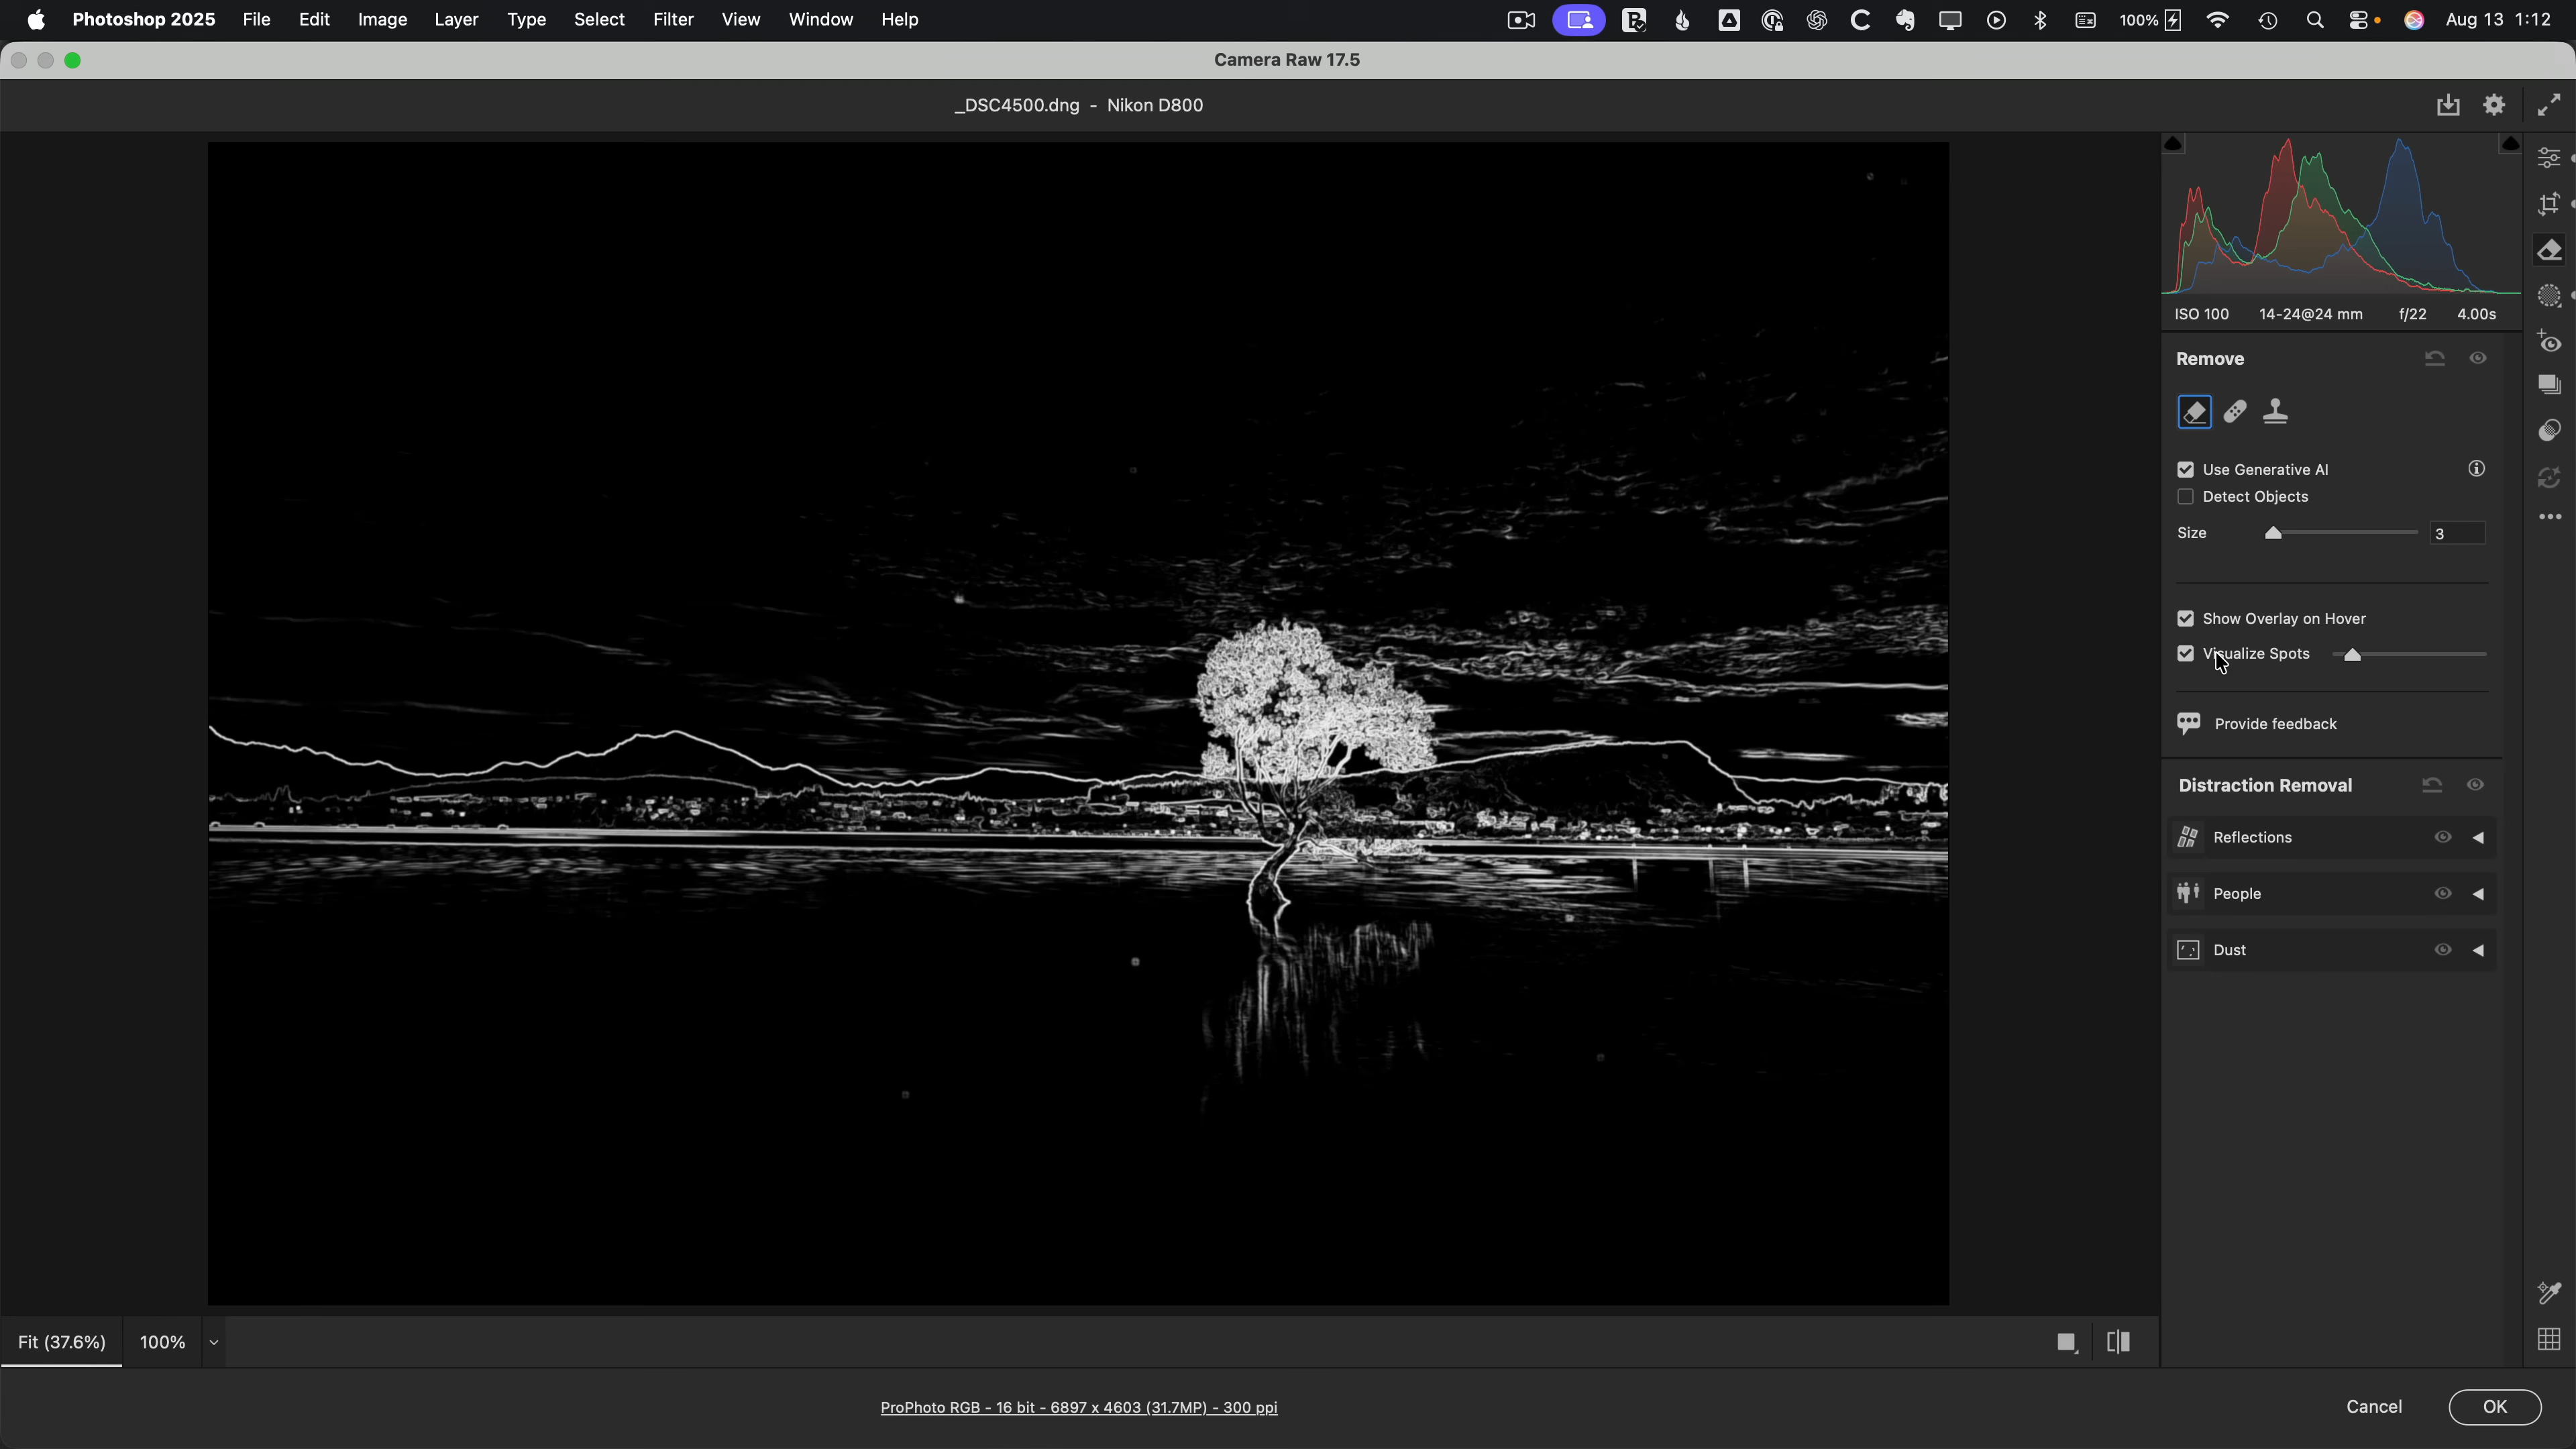 Photoshop 2025 File Edit Image Layer Type Select Filter View Window Help 100% Aug 13 1:12
Camera Raw 17.5
_DSC4500.dng - Nikon D800
ISO 100 14-24@24 mm f/22 4.00s
Remove
Use Generative AI
Detect Objects
Size 3
Show Overlay on Hover
Visualize Spots
Provide feedback
Distraction Removal
Reflections
People
Dust
Fit (37.6%) 100%
ProPhoto RGB - 16 bit - 6897 x 4603 (31.7MP) - 300 ppi
Cancel OK